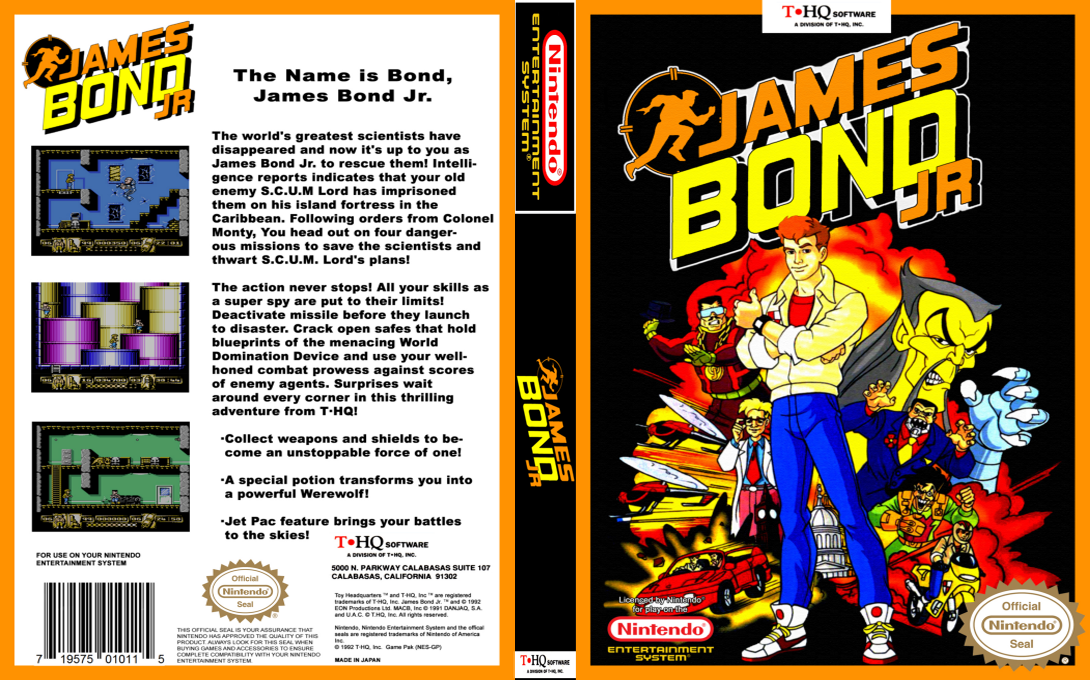 JAMES
BOND
JR
The Name is Bond,
James Bond Jr.
The world's greatest scientists have
disappeared and now it's up to you as
James Bond Jr. to rescue them! Intelli-
gence reports indicates that your old
enemy S.C.U.M Lord has imprisoned
them on his island fortress in the
Caribbean. Following orders from Colonel
Monty, You head out on four danger-
ous missions to save the scientists and
thwart S.C.U.M. Lord's plans!
The action never stops! All your skills as
a super spy are put to their limits!
Deactivate missile before they launch
to disaster. Crack open safes that hold
blueprints of the menacing World
Domination Device and use your well-
honed combat prowess against scores
of enemy agents. Surprises wait
around every corner in this thrilling
adventure from T•HQ!
·Collect weapons and shields to be-
come an unstoppable force of one!
·A special potion transforms you into
a powerful Werewolf!
·Jet Pac feature brings your battles
to the skies!
T•HQ SOFTWARE
A DIVISION OF T•HQ, INC.
5000 N. PARKWAY CALABASAS SUITE 107
CALABASAS, CALIFORNIA 91302
FOR USE ON YOUR NINTENDO
ENTERTAINMENT SYSTEM
7 19575 01011 5
Official
Nintendo®
Seal
THIS OFFICIAL SEAL IS YOUR ASSURANCE THAT
NINTENDO HAS APPROVED THE QUALITY OF THIS
PRODUCT. ALWAYS LOOK FOR THIS SEAL WHEN
BUYING GAMES AND ACCESSORIES TO ENSURE
COMPLETE COMPATIBILITY WITH YOUR NINTENDO
ENTERTAINMENT SYSTEM.
Toy Headquarters ™ and T•HQ, Inc ™ are registered
trademarks of T•HQ, Inc. James Bond Jr. ™ and © 1992
EON Productions Ltd. MACB, Inc © 1991 DANJAQ, S.A.
and U.A.C. © T.HQ, Inc. All rights reserved.
Nintendo, Nintendo Entertainment System and the official
seals are registered trademarks of Nintendo of America
Inc.
© 1992 T•HQ, Inc. Game Pak (NES-GP)
MADE IN JAPAN
Nintendo®
ENTERTAINMENT
SYSTEM®
JAMES
BOND
JR
T•HQ SOFTWARE
A DIVISION OF T•HQ, INC.
T•HQ SOFTWARE
A DIVISION OF T•HQ, INC.
JAMES
BOND
JR
Licenced by Nintendo®
for play on the
Nintendo®
ENTERTAINMENT
SYSTEM®
Official
Nintendo®
Seal